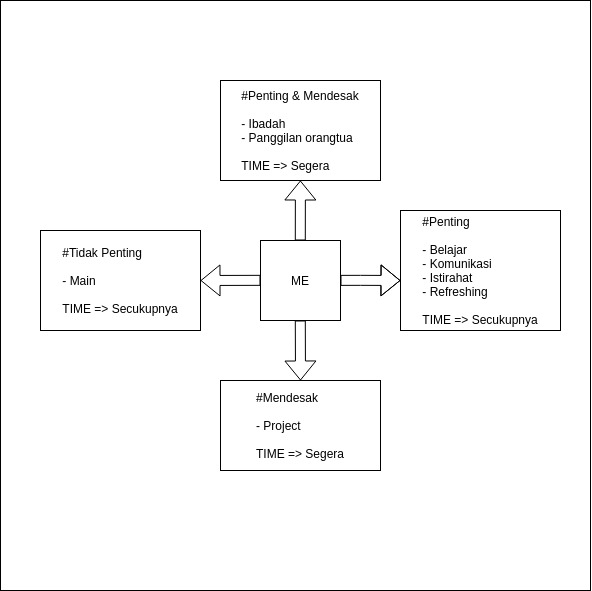 #Penting & Mendesak
- Ibadah
- Panggilan orangtua
TIME => Segera
#Tidak Penting
- Main
TIME => Secukupnya
ME
#Penting
- Belajar
- Komunikasi
- Istirahat
- Refreshing
TIME => Secukupnya
#Mendesak
- Project
TIME => Segera